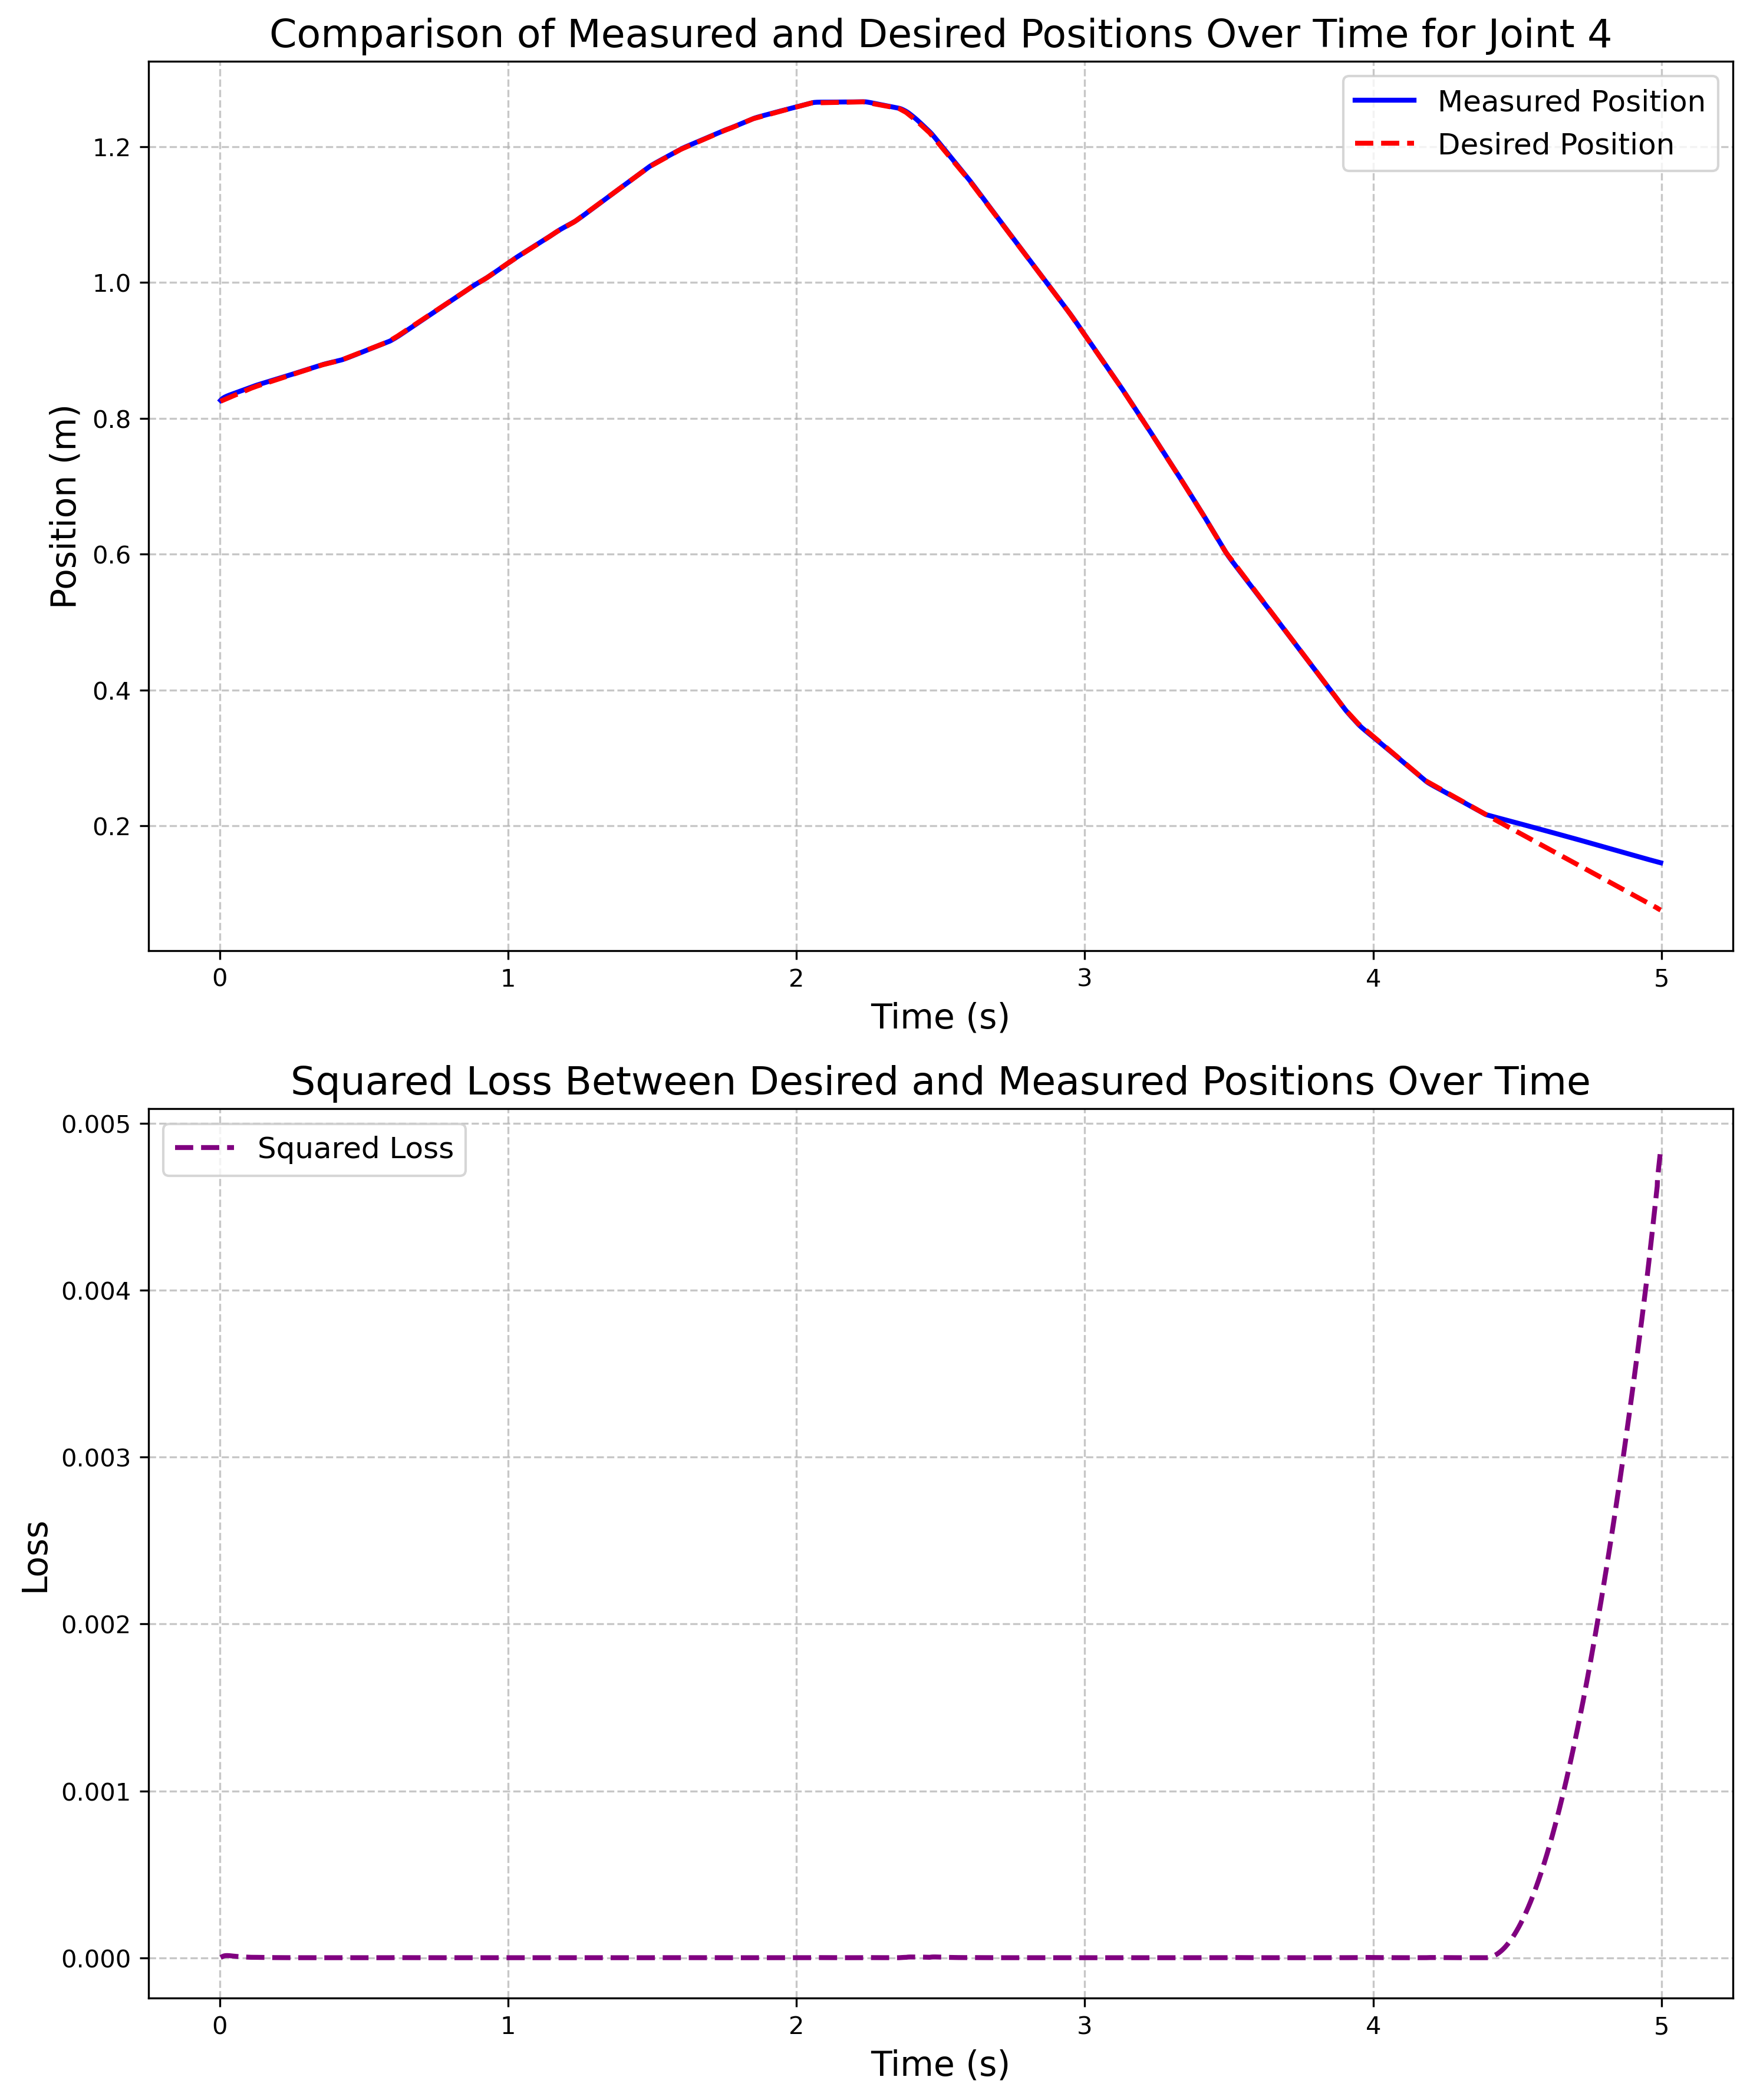 Comparison of Measured and Desired Positions Over Time for Joint 4
Measured Position
Desired Position
Position (m)
1.2
1.0
0.8
0.6
0.4
0.2
0 1 2 3 4 5
Time (s)
Squared Loss Between Desired and Measured Positions Over Time
Squared Loss
Loss
0.005
0.004
0.003
0.002
0.001
0.000
0 1 2 3 4 5
Time (s)